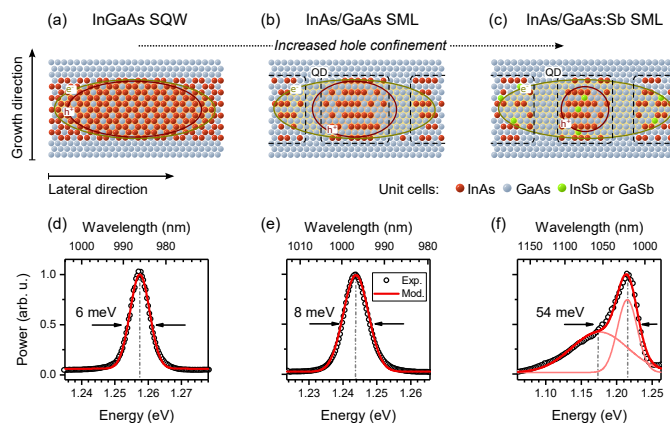 (a) InGaAs SQW (b) InAs/GaAs SML (c) InAs/GaAs:Sb SML
Increased hole confinement
Growth direction
QD QD
e⁻ e⁻ e⁻
h⁺ h⁺ h⁺
Lateral direction
Unit cells: InAs GaAs InSb or GaSb
(d) Wavelength (nm) (e) Wavelength (nm) (f) Wavelength (nm)
1000 990 980 1010 1000 990 980 1150 1100 1050 1000
Power (arb. u.)
1.0
0.5
0.0
6 meV 8 meV 54 meV
Exp.
Mod.
1.24 1.25 1.26 1.27 1.23 1.24 1.25 1.26 1.10 1.15 1.20 1.25
Energy (eV) Energy (eV) Energy (eV)